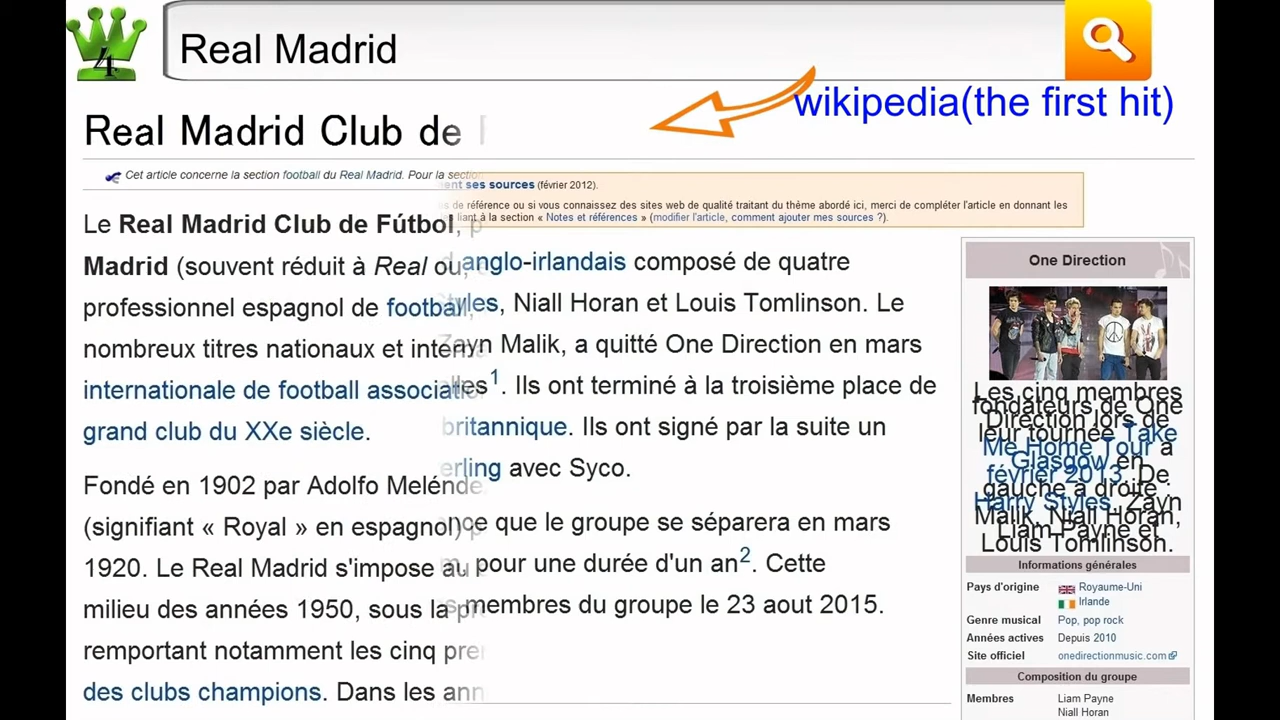 4
Real Madrid
wikipedia(the first hit)
Real Madrid Club de
Cet article concerne la section football du Real Madrid. Pour la
ses sources (février 2012).
de référence ou si vous connaissez des sites web de qualité traitant du thème abordé ici, merci de compléter l'article en donnant les
liant à la section « Notes et références » (modifier l'article, comment ajouter mes sources ?).
Le Real Madrid Club de Fútbol,
Madrid (souvent réduit à Real ou
professionnel espagnol de football,
nombreux titres nationaux et
internationale de football
grand club du XXe siècle.
Fondé en 1902 par Adolfo
(signifiant « Royal » en espagnol)
1920. Le Real Madrid s'impose au
milieu des années 1950, sous la
remportant notamment les cinq
des clubs champions. Dans les
anglo-irlandais composé de quatre
Styles, Niall Horan et Louis Tomlinson. Le
Zayn Malik, a quitté One Direction en mars
1. Ils ont terminé à la troisième place de
britannique. Ils ont signé par la suite un
avec Syco.
que le groupe se séparera en mars
pour une durée d'un an2. Cette
membres du groupe le 23 aout 2015.
One Direction
Les cinq membres
fondateurs de One
Direction lors de
leur tournée Take
Me Home Tour à
Glasgow en
février 2013. De
gauche à droite :
Harry Styles, Zayn
Malik, Niall Horan,
Liam Payne et
Louis Tomlinson.
Informations générales
Pays d'origine Royaume-Uni
Irlande
Genre musical Pop, pop rock
Années actives Depuis 2010
Site officiel onedirectionmusic.com
Composition du groupe
Membres Liam Payne
Niall Horan